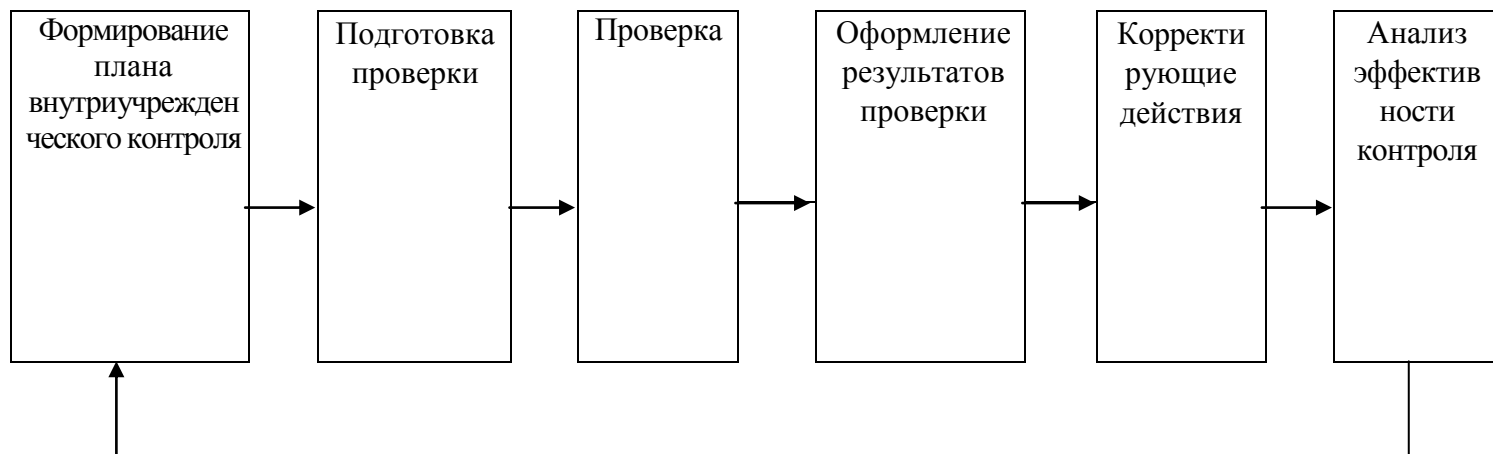 Формирование
плана
внутриучрежден
ческого контроля
Подготовка
проверки
Проверка
Оформление
результатов
проверки
Корректи
рующие
действия
Анализ
эффектив
ности
контроля